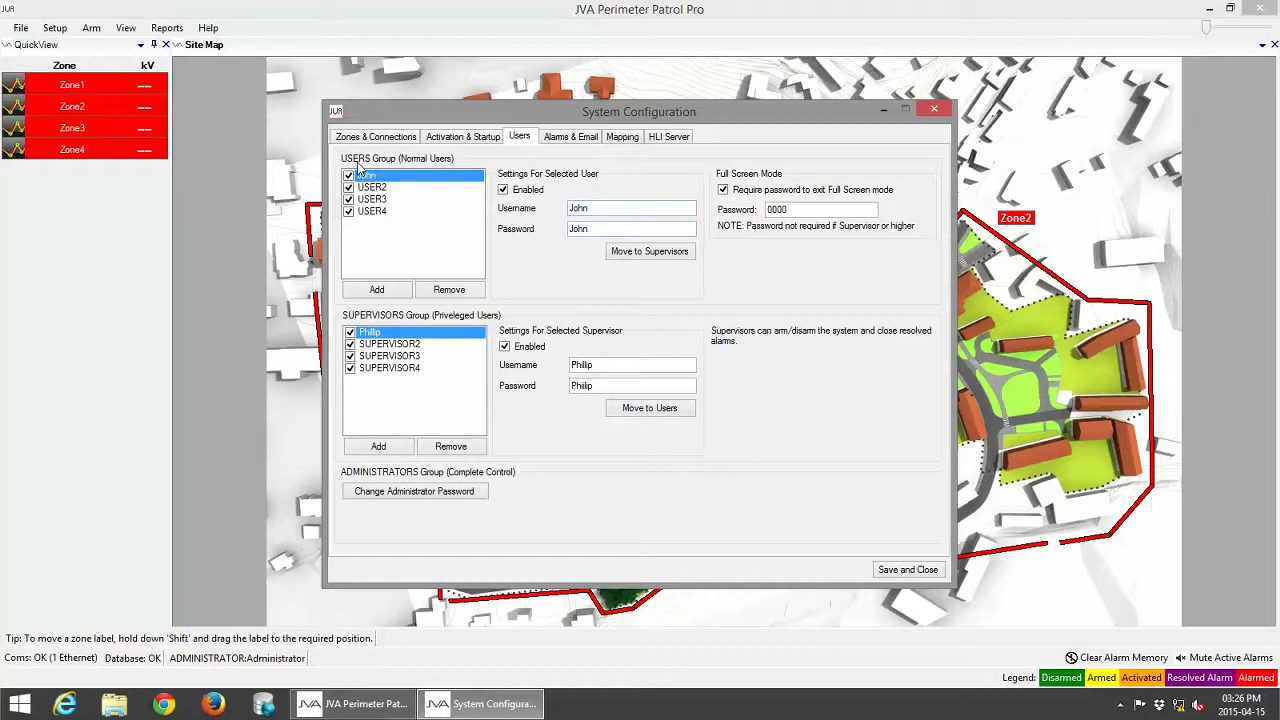 JVA Perimeter Patrol Pro
File Setup Arm View Reports Help
QuickView
Site Map
Zone kV
Zone1 --
Zone2 --
Zone3 --
Zone4 --
System Configuration
Zones & Connections Activation & Startup Users Alarms & Email Mapping HLI Server
USERS Group (Normal Users)
John
USER2
USER3
USER4
Add Remove
Settings For Selected User
Enabled
Username John
Password John
Move to Supervisors
Full Screen Mode
Require password to exit Full Screen mode
Password: 0000
NOTE: Password not required if Supervisor or higher
SUPERVISORS Group (Priveleged Users)
Phillip
SUPERVISOR2
SUPERVISOR3
SUPERVISOR4
Add Remove
Settings For Selected Supervisor
Enabled
Username Phillip
Password Philip
Move to Users
Supervisors can arm/disarm the system and close resolved
alarms.
ADMINISTRATORS Group (Complete Control)
Change Administrator Password
Save and Close
Zone2
Tip: To move a zone label, hold down 'Shift' and drag the label to the required position.
Coms: OK (1 Ethernet) Database: OK ADMINISTRATOR:Administrator
Clear Alarm Memory Mute Active Alarms
Legend: Disarmed Armed Activated Resolved Alarm Alarmed
JVA JVA Perimeter Pat...
JVA System Configura...
03:26 PM
2015-04-15